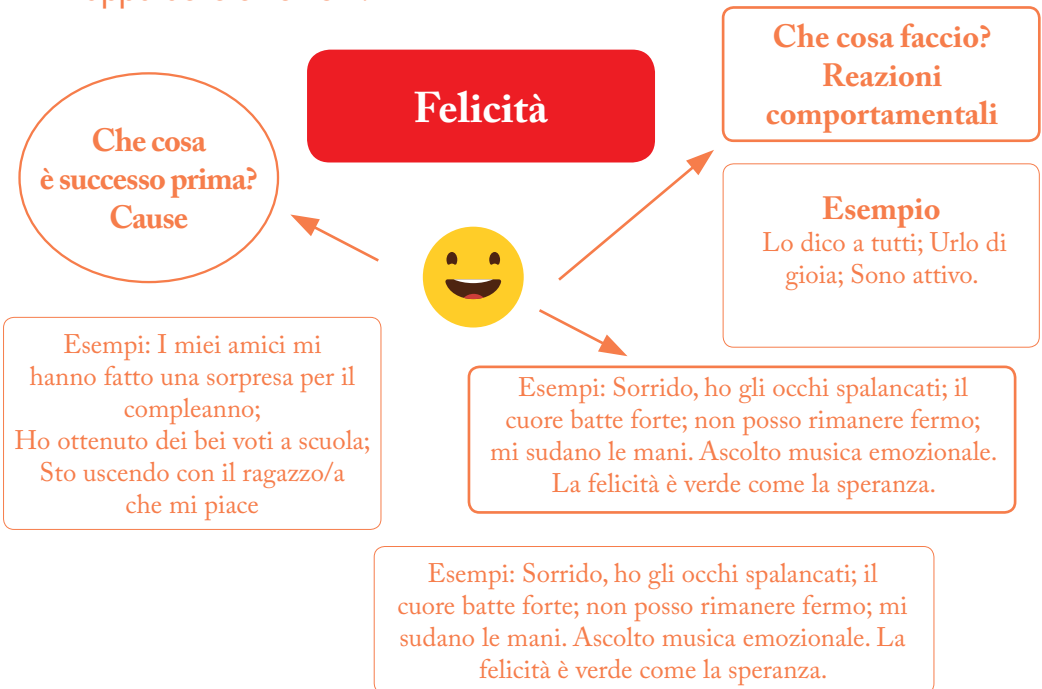 Felicità
Che cosa
è successo prima?
Cause
Che cosa faccio?
Reazioni
comportamentali
Esempio
Lo dico a tutti; Urlo di
gioia; Sono attivo.
Esempi: I miei amici mi
hanno fatto una sorpresa per il
compleanno;
Ho ottenuto dei bei voti a scuola;
Sto uscendo con il ragazzo/a
che mi piace
Esempi: Sorrido, ho gli occhi spalancati; il
cuore batte forte; non posso rimanere fermo;
mi sudano le mani. Ascolto musica emozionale.
La felicità è verde come la speranza.
Esempi: Sorrido, ho gli occhi spalancati; il
cuore batte forte; non posso rimanere fermo; mi
sudano le mani. Ascolto musica emozionale. La
felicità è verde come la speranza.